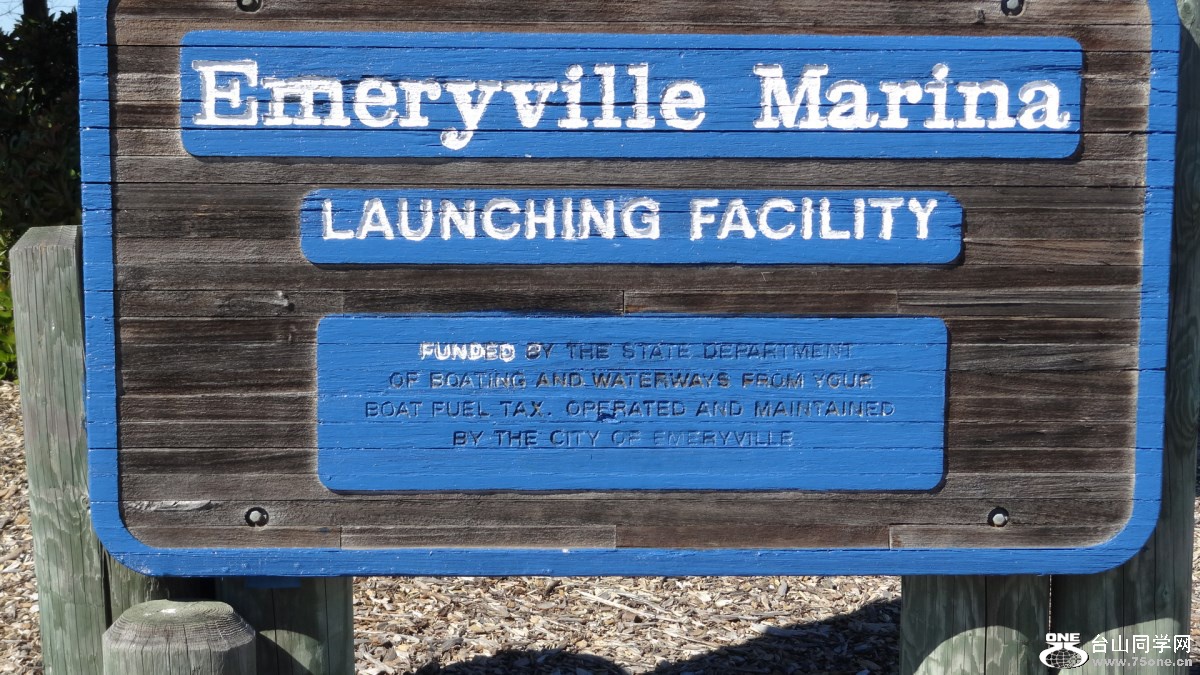 Emeryville Marina
LAUNCHING FACILITY
FUNDED BY THE STATE DEPARTMENT
OF BOATING AND WATERWAYS FROM YOUR
BOAT FUEL TAX. OPERATED AND MAINTAINED
BY THE CITY OF EMERYVILLE
ONE 台山同学网
www.75one.cn